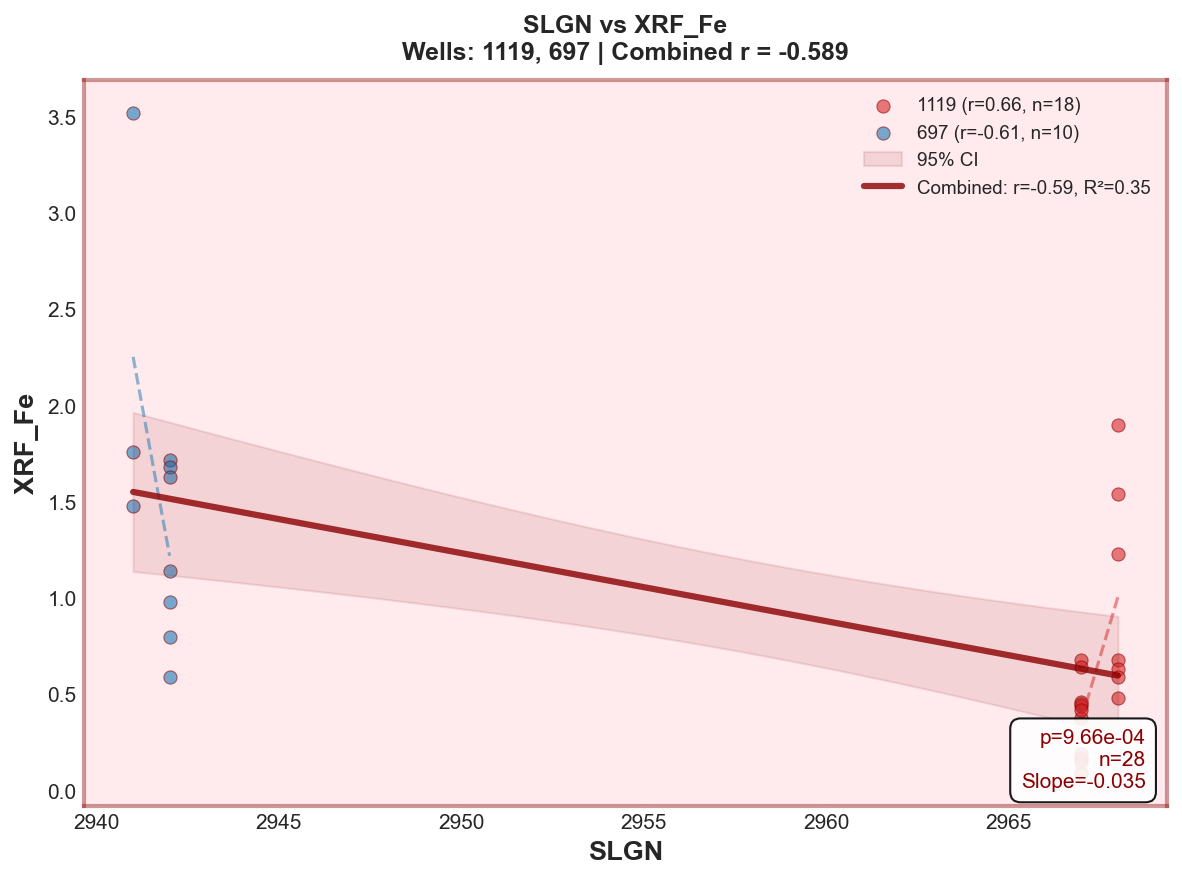 SLGN vs XRF_Fe
Wells: 1119, 697 | Combined r = -0.589
1119 (r=0.66, n=18)
697 (r=-0.61, n=10)
95% CI
Combined: r=-0.59, R²=0.35
3.5
3.0
2.5
2.0
1.5
1.0
0.5
0.0
XRF_Fe
p=9.66e-04
n=28
Slope=-0.035
2940
2945
2950
2955
2960
2965
SLGN